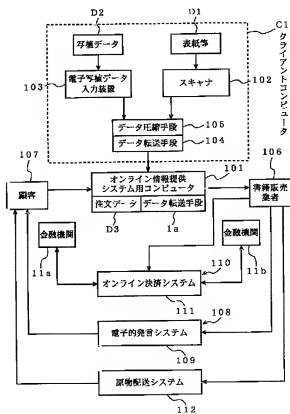 D2
D1
C1
写植データ
表紙等
クライアントコンピュータ
103
電子写植データ
入力装置
スキャナ
102
データ圧縮手段
105
データ転送手段
104
107
101
106
顧客
オンライン情報提供
システム用コンピュータ
書籍販売
業者
注文データ
データ転送手段
D3
1a
金融機関
金融機関
11a
110
11b
オンライン決済システム
111
108
電子的発言システム
109
原物配送システム
112